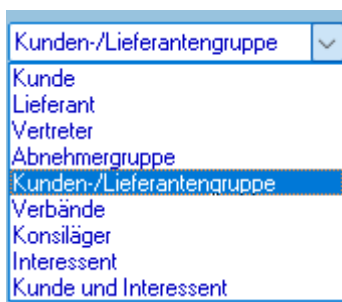 Kunden-/Lieferantengruppe
Kunde
Lieferant
Vertreter
Abnehmergruppe
Kunden-/Lieferantengruppe
Verbände
Konsiläger
Interessent
Kunde und Interessent